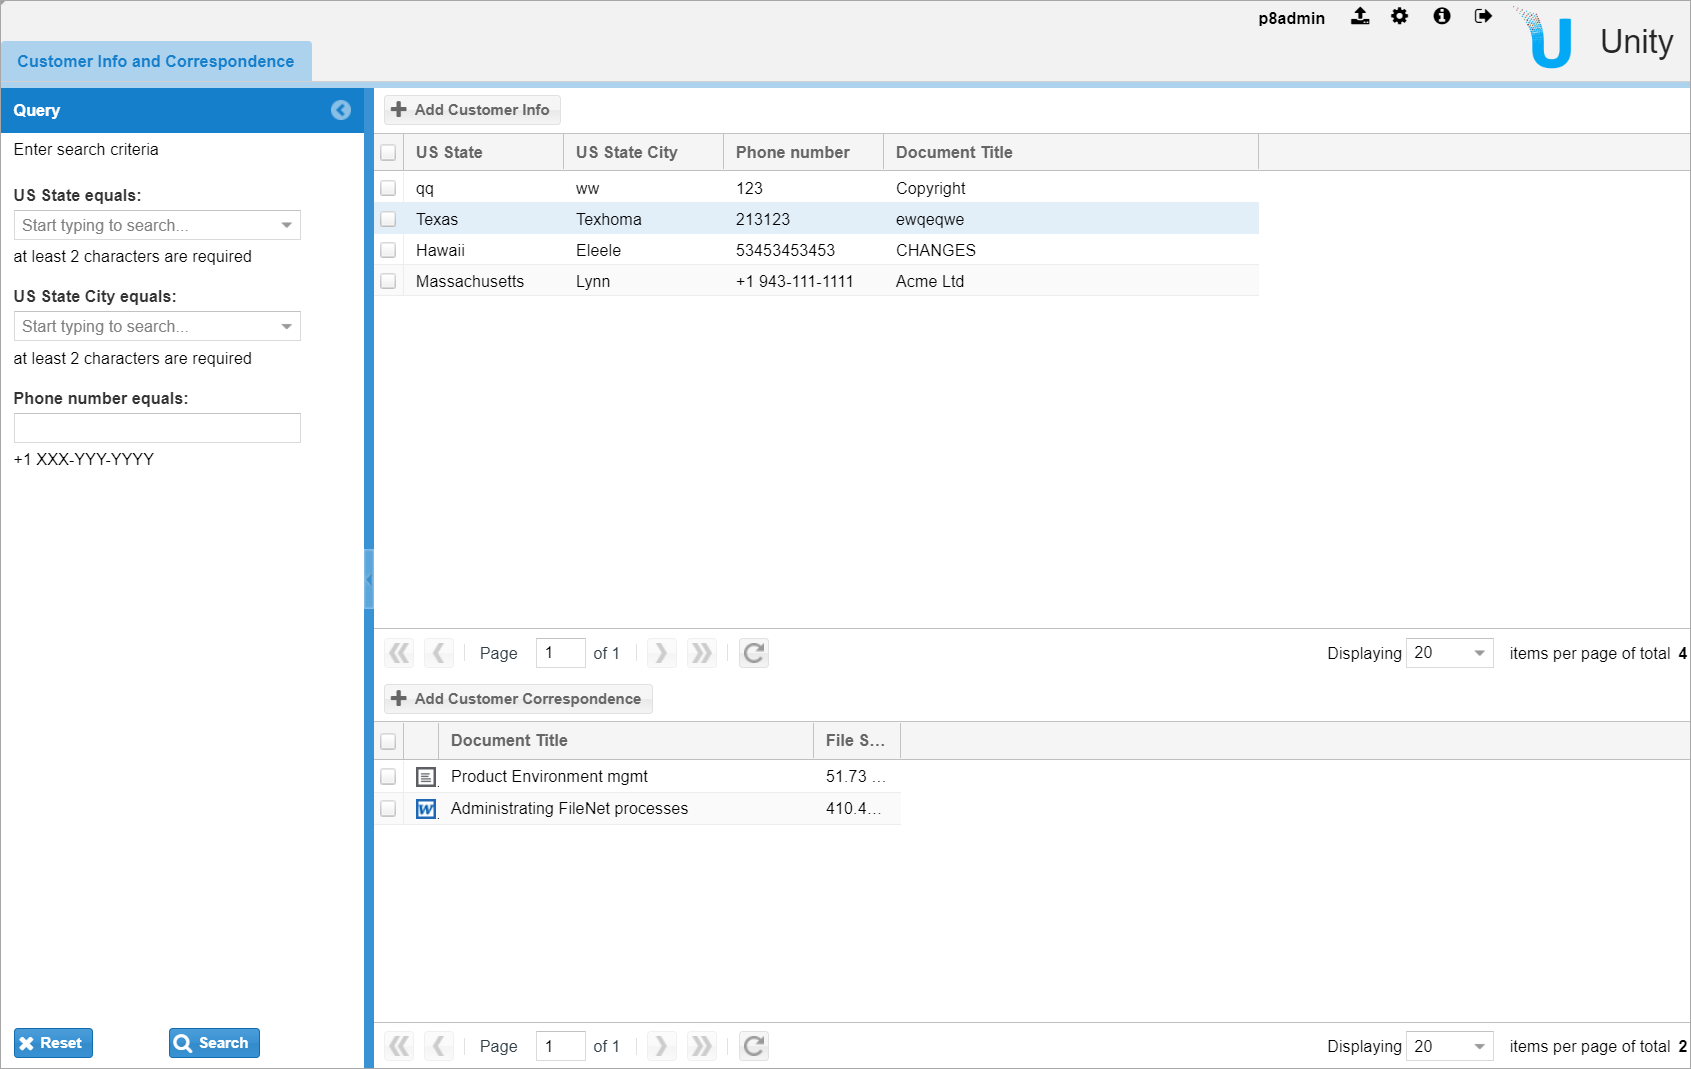 p8admin
Unity
Customer Info and Correspondence
Query
Enter search criteria
US State equals:
Start typing to search...
at least 2 characters are required
US State City equals:
Start typing to search...
at least 2 characters are required
Phone number equals:
+1 XXX-YYY-YYYY
Reset
Search
Add Customer Info
US State US State City Phone number Document Title
qq ww 123 Copyright
Texas Texhoma 213123 ewqeqwe
Hawaii Eleele 53453453453 CHANGES
Massachusetts Lynn +1 943-111-1111 Acme Ltd
Page 1 of 1 Displaying 20 items per page of total 4
Add Customer Correspondence
Document Title File S...
Product Environment mgmt 51.73 ...
Administrating FileNet processes 410.4...
Page 1 of 1 Displaying 20 items per page of total 2